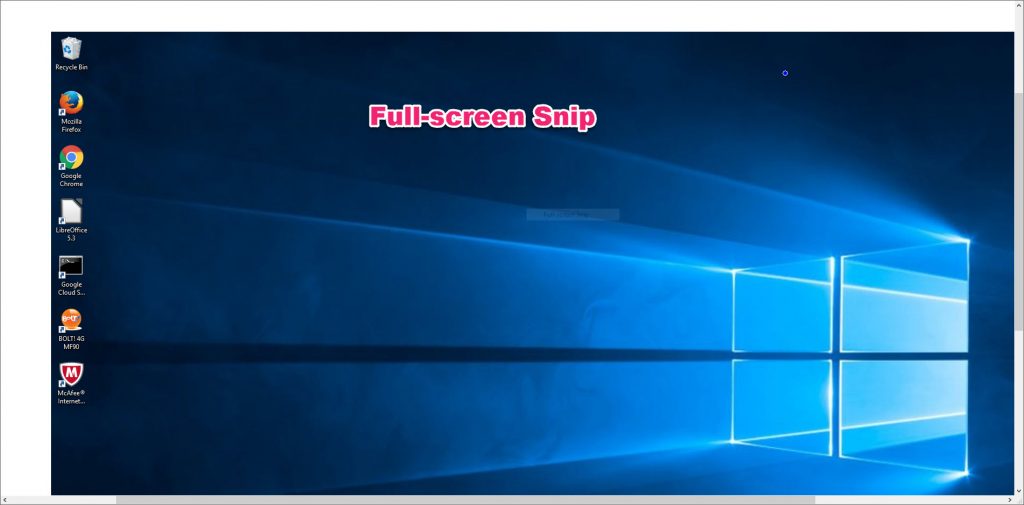 Recycle Bin
Full-screen Snip
Mozilla
Firefox
Google
Chrome
LibreOffice
5.3
Google
Cloud S...
BOLT!
BOLT! 4G
MF90
McAfee®
Internet...